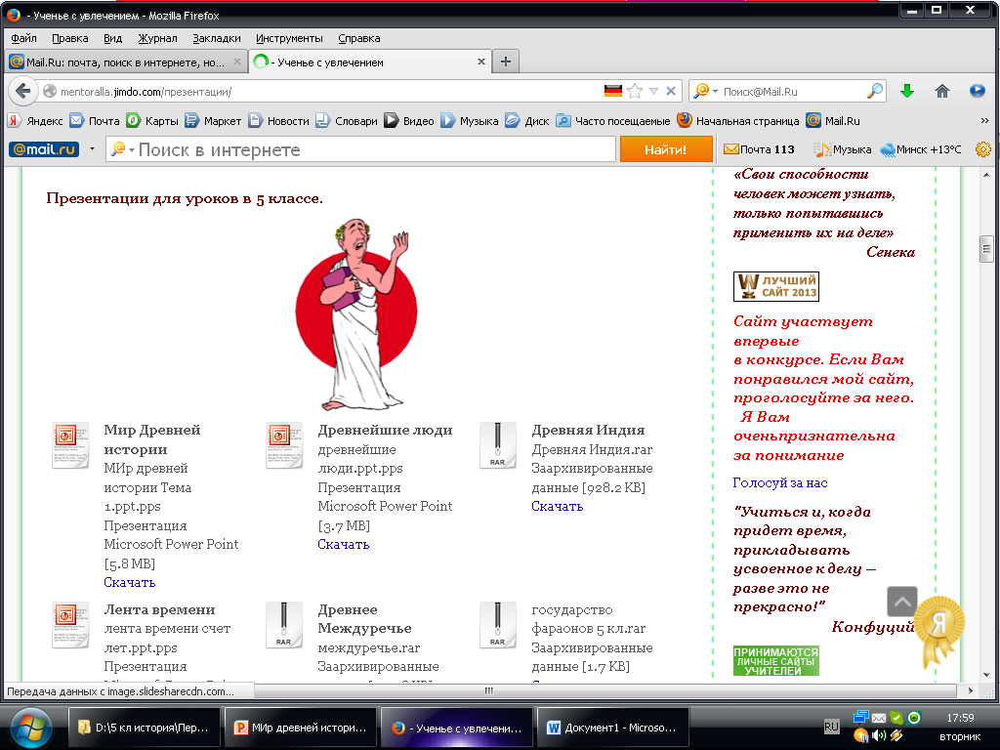 - Ученье с увлечением - Mozilla Firefox
Файл Правка Вид Журнал Закладки Инструменты Справка
Mail.Ru: почта, поиск в интернете, но... - Ученье с увлечением
mentoralla.jimdo.com/презентации/ Поиск@Mail.Ru
Яндекс Почта Карты Маркет Новости Словари Видео Музыка Диск Часто посещаемые Начальная страница Mail.Ru
@mail.ru Поиск в интернете Найти! Почта 113 Музыка Минск +13°C
Презентации для уроков в 5 классе.
Мир Древней
истории
МИр древней
истории Тема
1.ppt.pps
Презентация
Microsoft Power Point
[5.8 MB]
Скачать
Древнейшие люди
древнейшие
люди.ppt.pps
Презентация
Microsoft Power Point
[3.7 MB]
Скачать
RAR
Древняя Индия
Древняя Индия.rar
Заархивированные
данные [928.2 KB]
Скачать
Лента времени
лента времени счет
лет.ppt.pps
Презентация
RAR
Древнее
Междуречье
междуречье.rar
Заархивированные
RAR
государство
фараонов 5 кл.rar
Заархивированные
данные [1.7 KB]
«Свои способности
человек может узнать,
только попытавшись
применить их на деле»
Сенека
ЛУЧШИЙ
САЙТ 2013
Сайт участвует
впервые
в конкурсе. Если Вам
понравился мой сайт,
проголосуйте за него.
Я Вам
оченьпризнательна
за понимание
Голосуй за нас
"Учиться и, когда
придет время,
прикладывать
усвоенное к делу –
разве это не
прекрасно!"
Конфуций
Я
ПРИНИМАЮТСЯ
ЛИЧНЫЕ САЙТЫ
УЧИТЕЛЕЙ
Передача данных с image.slidesharecdn.com...
D:\5 кл история\Пер... МИр древней истори... - Ученье с увлечени... Документ1 - Microso... RU 17:59
вторник